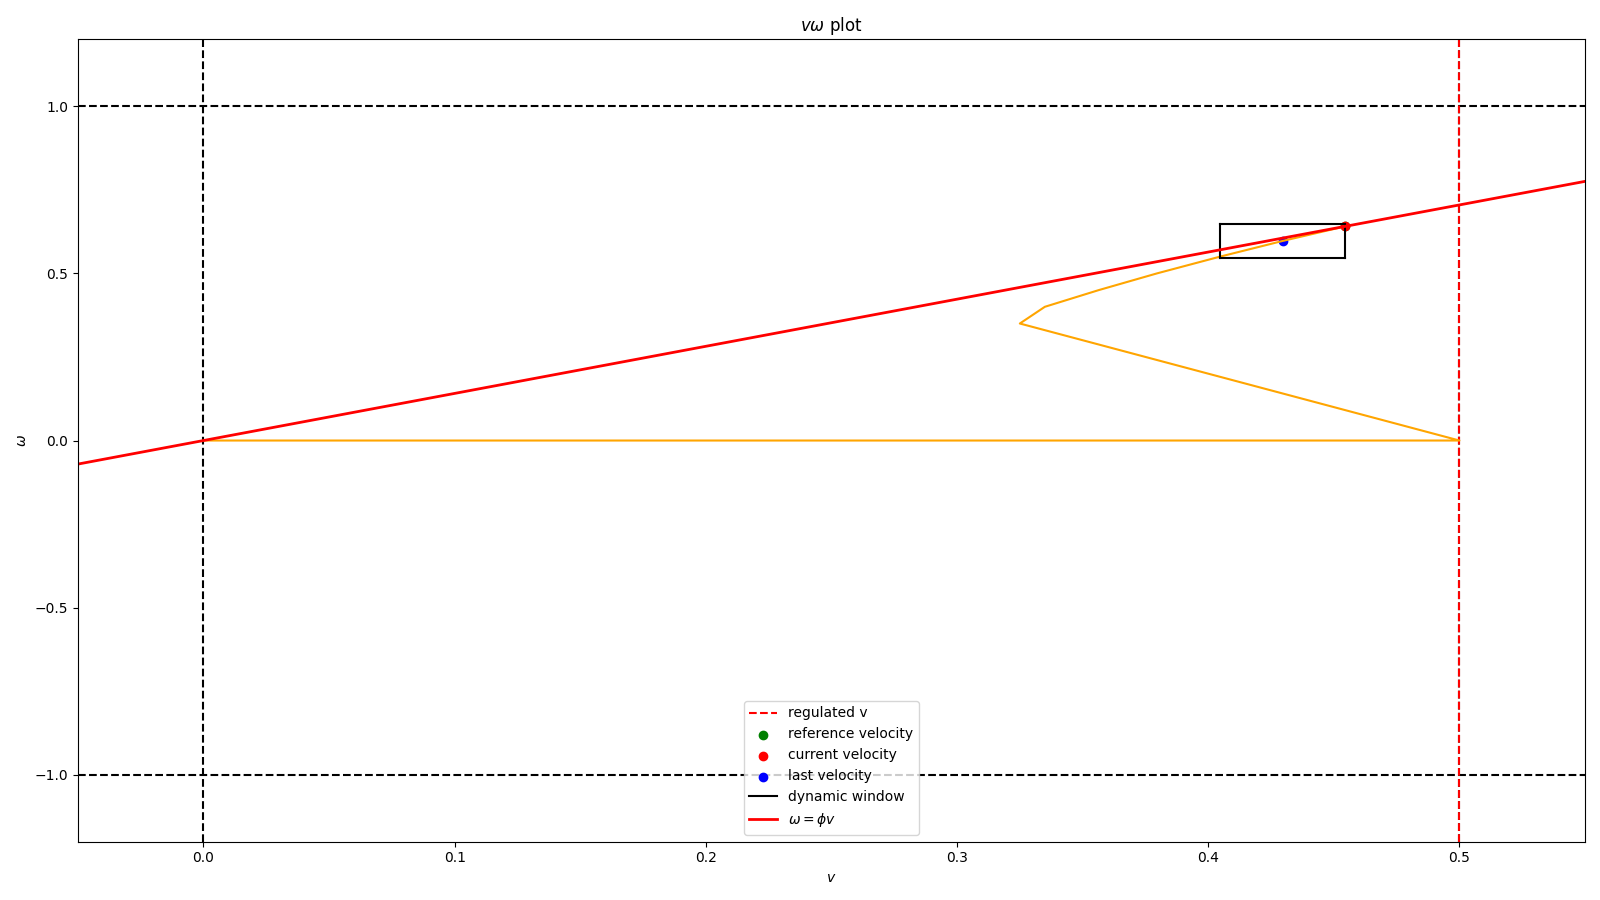 vω plot
1.0
0.5
0.0
−0.5
−1.0
ω
0.0 0.1 0.2 0.3 0.4 0.5
v
regulated v
reference velocity
current velocity
last velocity
dynamic window
ω = ϕv